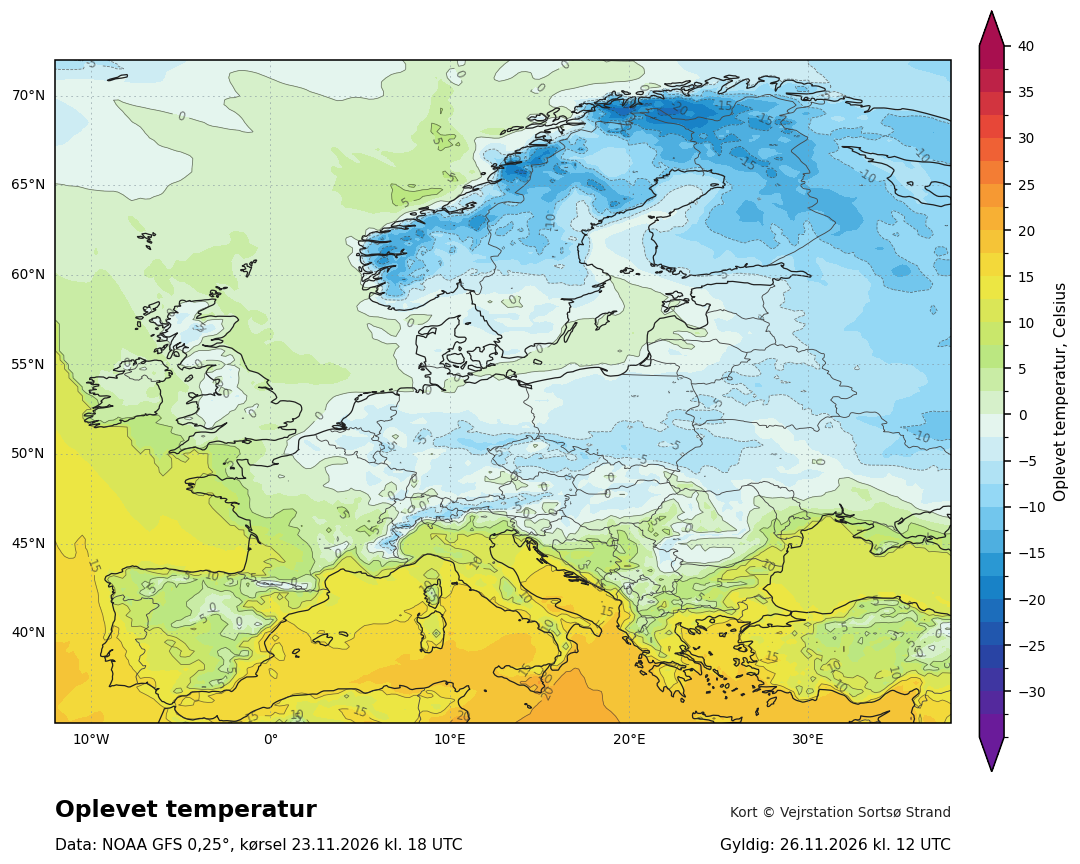 70°N
65°N
60°N
55°N
50°N
45°N
40°N
10°W
0°
10°E
20°E
30°E
40
35
30
25
20
15
10
5
0
−5
−10
−15
−20
−25
−30
Oplevet temperatur, Celsius
Oplevet temperatur
Kort © Vejrstation Sortsø Strand
Data: NOAA GFS 0,25°, kørsel 23.11.2026 kl. 18 UTC
Gyldig: 26.11.2026 kl. 12 UTC